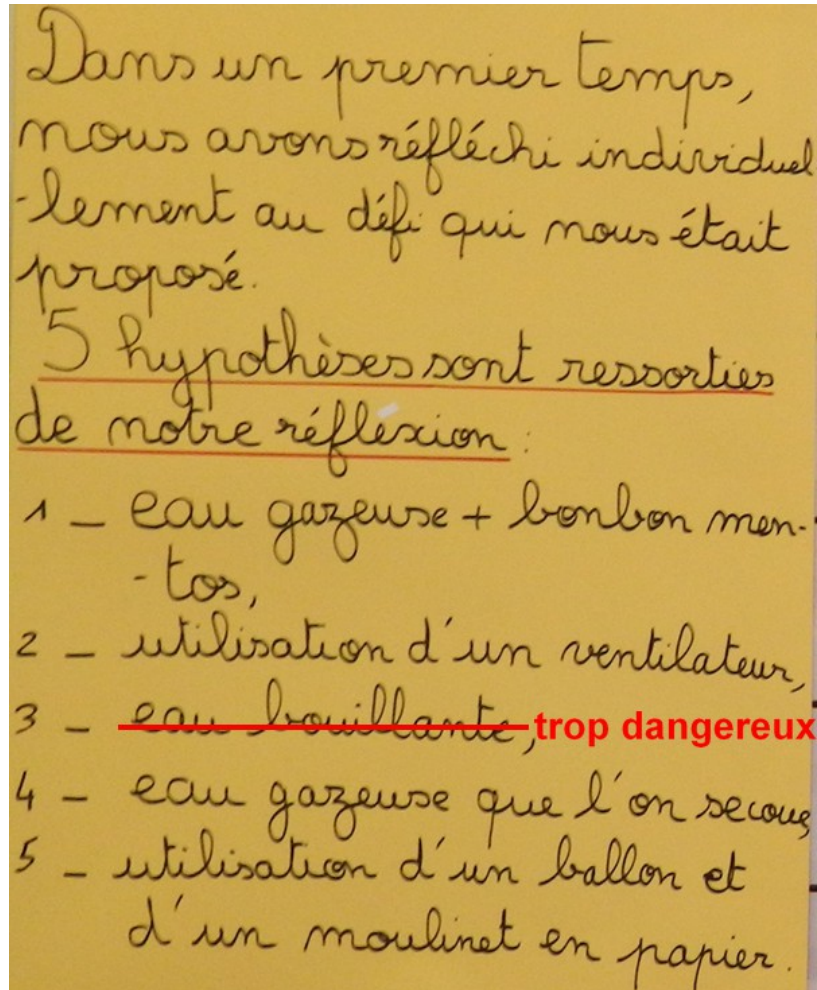 Dans un premier temps,
nous avons réfléchi individuel
-lement au défi qui nous était
proposé.
5 hypothèses sont ressorties
de notre réflexion :
1 _ eau gazeuse + bonbon men-
-tos,
2 _ utilisation d'un ventilateur,
3 _ eau bouillante, trop dangereux
4 _ eau gazeuse que l'on secoue,
5 _ utilisation d'un ballon et
d'un moulinet en papier.